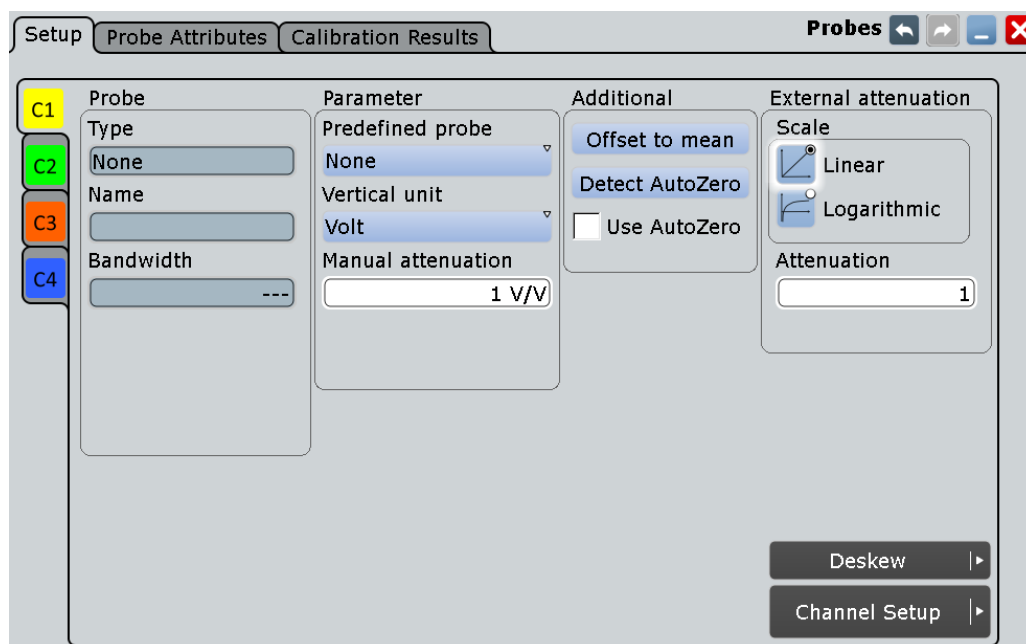 Setup Probe Attributes Calibration Results Probes
C1
C2
C3
C4
Probe
Type
None
Name
Bandwidth
---
Parameter
Predefined probe
None
Vertical unit
Volt
Manual attenuation
1 V/V
Additional
Offset to mean
Detect AutoZero
Use AutoZero
External attenuation
Scale
Linear
Logarithmic
Attenuation
1
Deskew
Channel Setup